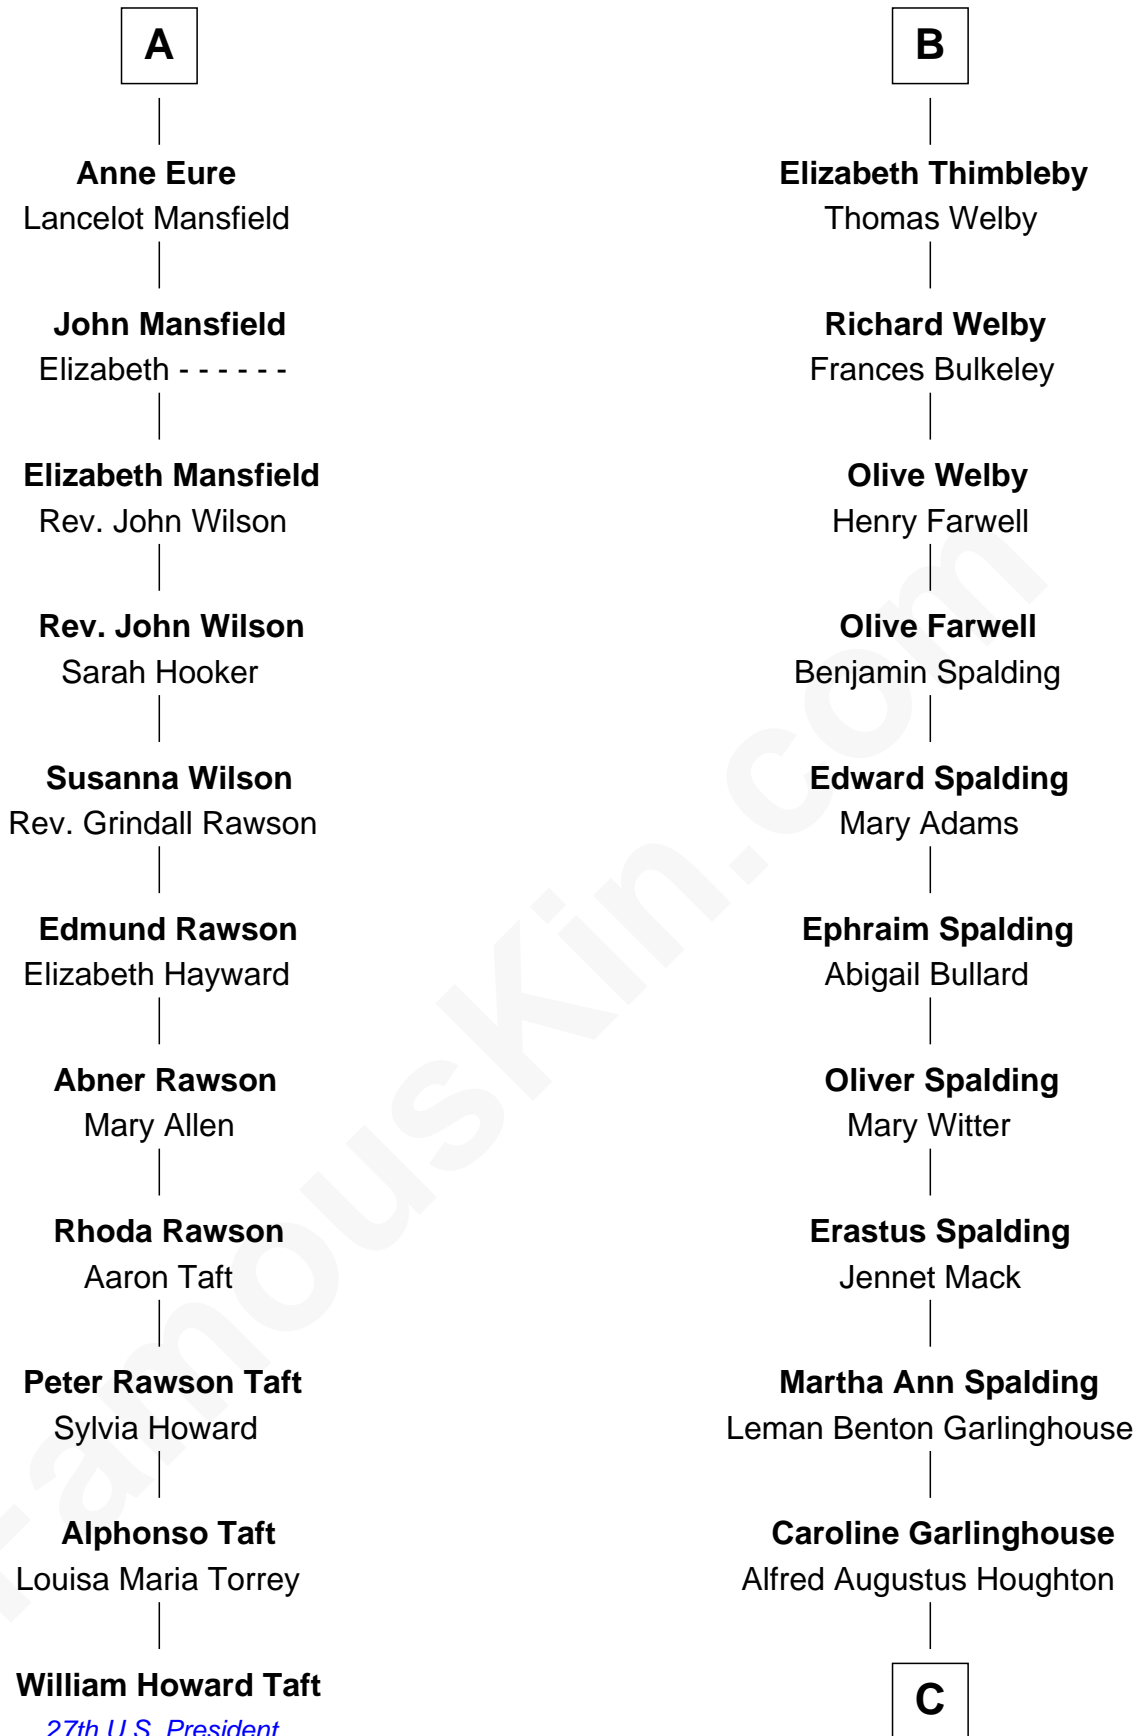 A
Anne Eure
Lancelot Mansfield
John Mansfield
Elizabeth - - - - - -
Elizabeth Mansfield
Rev. John Wilson
Rev. John Wilson
Sarah Hooker
Susanna Wilson
Rev. Grindall Rawson
Edmund Rawson
Elizabeth Hayward
Abner Rawson
Mary Allen
Rhoda Rawson
Aaron Taft
Peter Rawson Taft
Sylvia Howard
Alphonso Taft
Louisa Maria Torrey
William Howard Taft
27th U.S. President
B
Elizabeth Thimbleby
Thomas Welby
Richard Welby
Frances Bulkeley
Olive Welby
Henry Farwell
Olive Farwell
Benjamin Spalding
Edward Spalding
Mary Adams
Ephraim Spalding
Abigail Bullard
Oliver Spalding
Mary Witter
Erastus Spalding
Jennet Mack
Martha Ann Spalding
Leman Benton Garlinghouse
Caroline Garlinghouse
Alfred Augustus Houghton
C
FamousKin.com